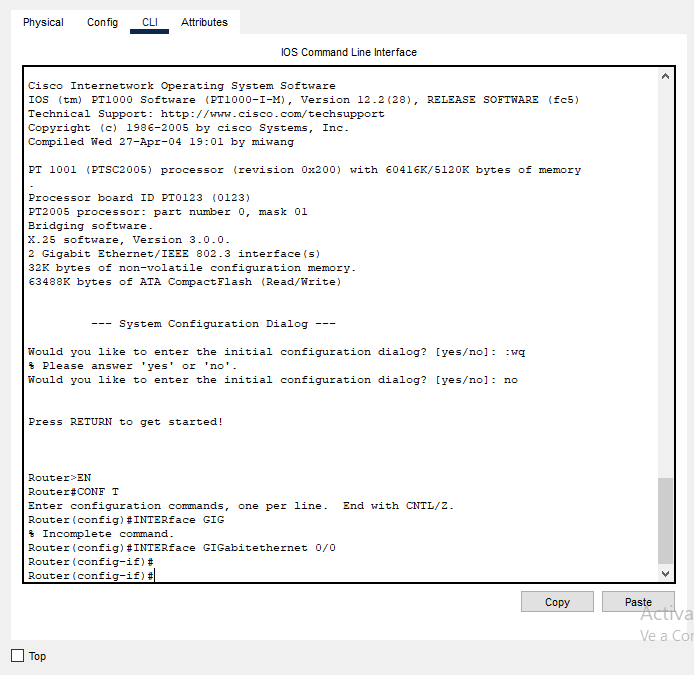 Physical Config CLI Attributes
IOS Command Line Interface
Cisco Internetwork Operating System Software
IOS (tm) PT1000 Software (PT1000-I-M), Version 12.2(28), RELEASE SOFTWARE (fc5)
Technical Support: http://www.cisco.com/techsupport
Copyright (c) 1986-2005 by cisco Systems, Inc.
Compiled Wed 27-Apr-04 19:01 by miwang
PT 1001 (PTSC2005) processor (revision 0x200) with 60416K/5120K bytes of memory
.
Processor board ID PT0123 (0123)
PT2005 processor: part number 0, mask 01
Bridging software.
X.25 software, Version 3.0.0.
2 Gigabit Ethernet/IEEE 802.3 interface(s)
32K bytes of non-volatile configuration memory.
63488K bytes of ATA CompactFlash (Read/Write)
--- System Configuration Dialog ---
Would you like to enter the initial configuration dialog? [yes/no]: :wq
% Please answer 'yes' or 'no'.
Would you like to enter the initial configuration dialog? [yes/no]: no
Press RETURN to get started!
Router>EN
Router#CONF T
Enter configuration commands, one per line.  End with CNTL/Z.
Router(config)#INTERface GIG
% Incomplete command.
Router(config)#INTERface GIGabitethernet 0/0
Router(config-if)#
Router(config-if)#
Copy Paste
Activa
Ve a Con
Top